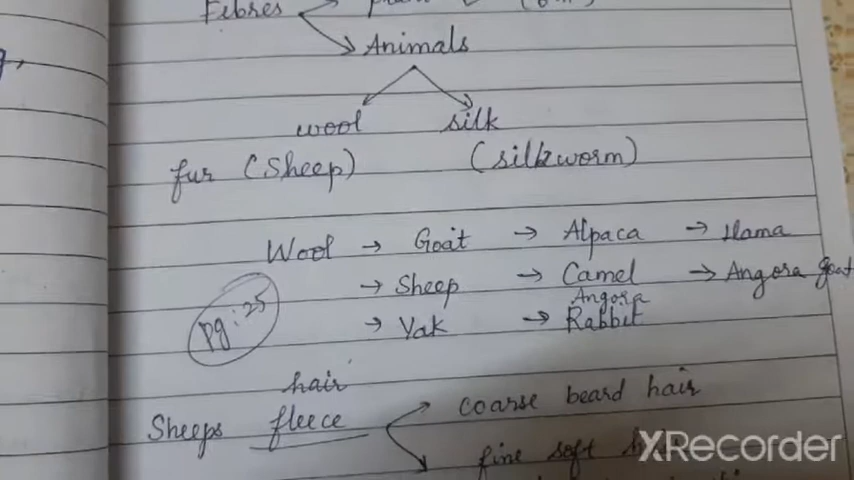 Fibres
Animals
wool silk
fur (Sheep) (silkworm)
Wool → Goat → Alpaca → llama
→ Sheep → Camel → Angora goat
Angora
pg:25 → Yak → Rabbit
hair
Sheeps fleece coarse beard hair
fine soft
XRecorder